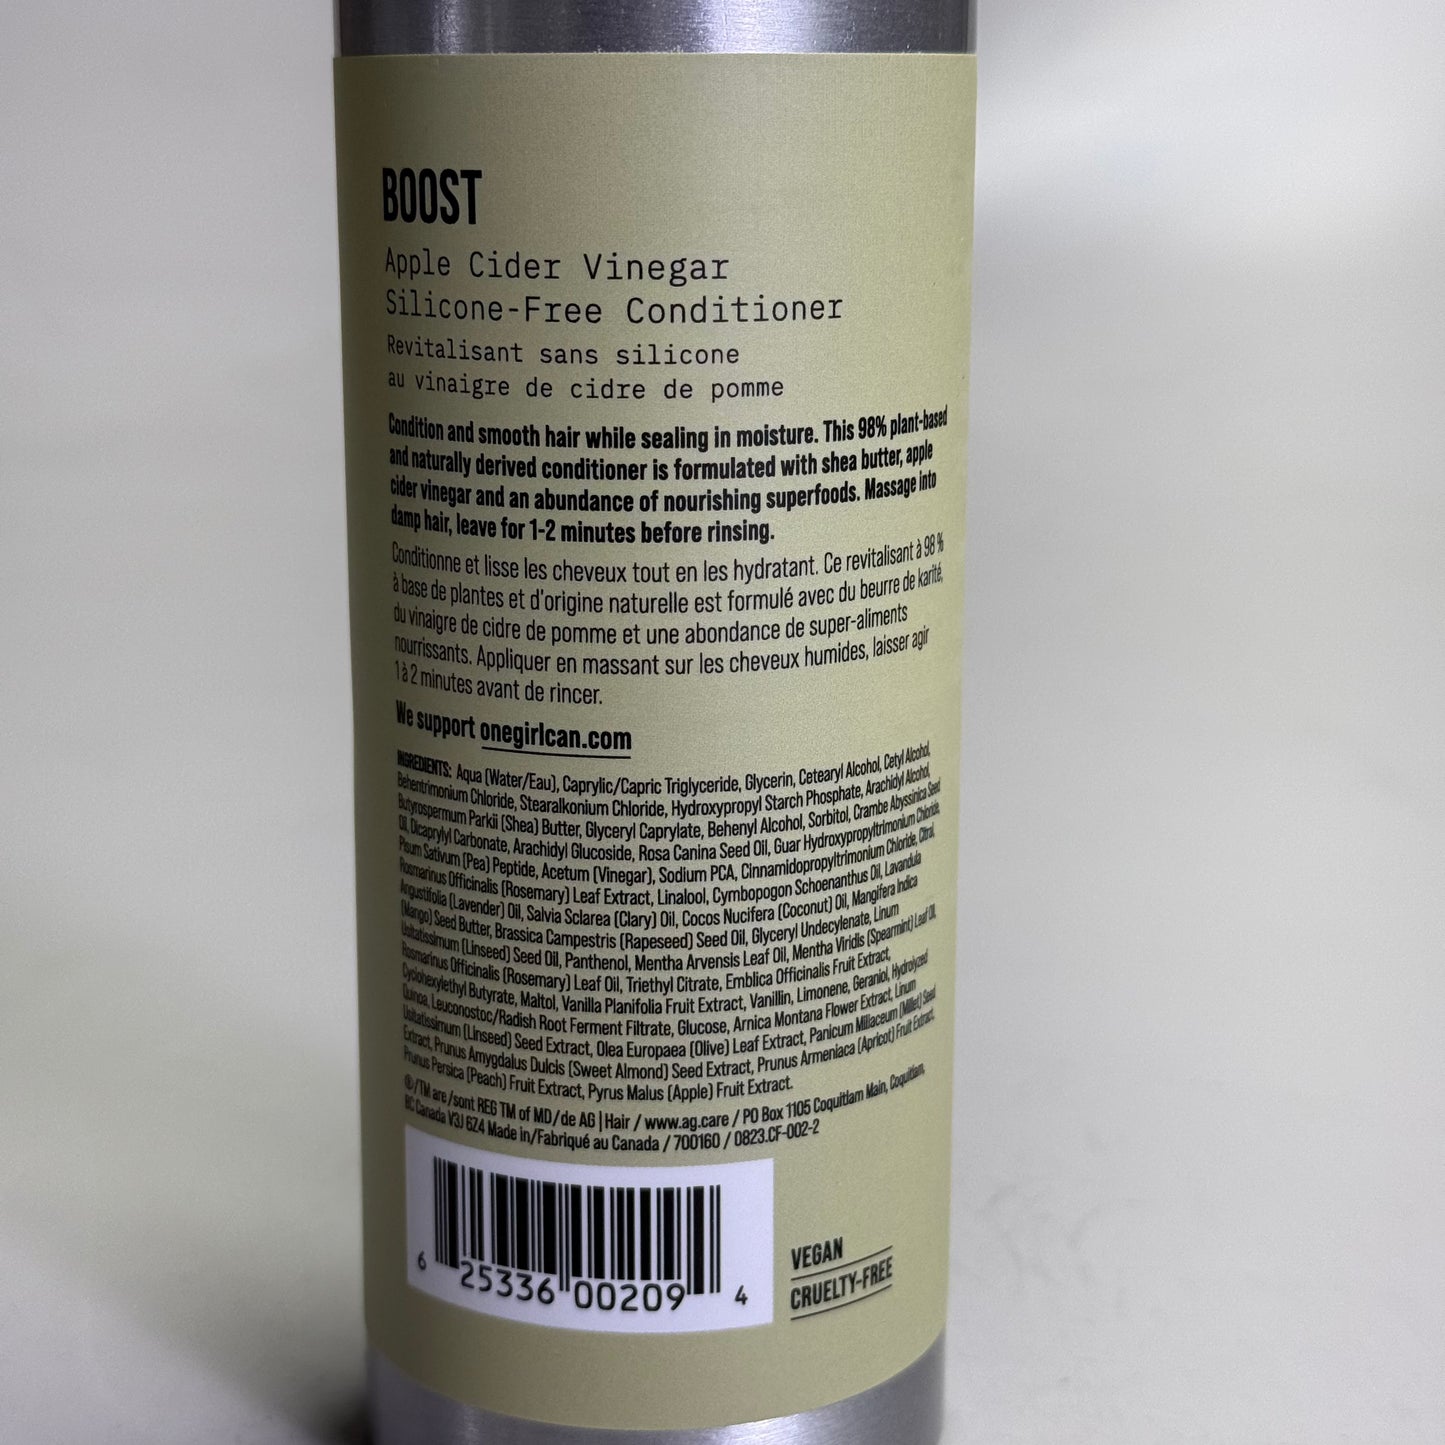 BOOST
Apple Cider Vinegar
Silicone-Free Conditioner
Revitalisant sans silicone
au vinaigre de cidre de pomme
Condition and smooth hair while sealing in moisture. This 98% plant-based
and naturally derived conditioner is formulated with shea butter, apple
cider vinegar and an abundance of nourishing superfoods. Massage into
damp hair, leave for 1-2 minutes before rinsing.
Conditionne et lisse les cheveux tout en les hydratant. Ce revitalisant à 98 %
à base de plantes et d'origine naturelle est formulé avec du beurre de karité,
du vinaigre de cidre de pomme et une abondance de super-aliments
nourrissants. Appliquer en massant sur les cheveux humides, laisser agir
1 à 2 minutes avant de rincer.
We support onegirlcan.com
INGREDIENTS: Aqua (Water/Eau), Caprylic/Capric Triglyceride, Glycerin, Cetearyl Alcohol, Cetyl Alcohol,
Behentrimonium Chloride, Stearalkonium Chloride, Hydroxypropyl Starch Phosphate, Arachidyl Alcohol,
Butyrospermum Parkii (Shea) Butter, Glyceryl Caprylate, Behenyl Alcohol, Sorbitol, Crambe Abyssinica Seed
Oil, Dicaprylyl Carbonate, Arachidyl Glucoside, Rosa Canina Seed Oil, Guar Hydroxypropyltrimonium Chloride,
Pisum Sativum (Pea) Peptide, Acetum (Vinegar), Sodium PCA, Cinnamidopropyltrimonium Chloride, Citral,
Rosmarinus Officinalis (Rosemary) Leaf Extract, Linalool, Cymbopogon Schoenanthus Oil, Lavandula
Angustifolia (Lavender) Oil, Salvia Sclarea (Clary) Oil, Cocos Nucifera (Coconut) Oil, Mangifera Indica
(Mango) Seed Butter, Brassica Campestris (Rapeseed) Seed Oil, Glyceryl Undecylenate, Linum
Usitatissimum (Linseed) Seed Oil, Panthenol, Mentha Arvensis Leaf Oil, Mentha Viridis (Spearmint) Leaf Oil,
Rosmarinus Officinalis (Rosemary) Leaf Oil, Triethyl Citrate, Emblica Officinalis Fruit Extract,
Cyclohexylethyl Butyrate, Maltol, Vanilla Planifolia Fruit Extract, Vanillin, Limonene, Geraniol, Hydrolyzed
Quinoa, Leuconostoc/Radish Root Ferment Filtrate, Glucose, Arnica Montana Flower Extract, Linum
Usitatissimum (Linseed) Seed Extract, Olea Europaea (Olive) Leaf Extract, Panicum Miliaceum (Millet) Seed
Extract, Prunus Amygdalus Dulcis (Sweet Almond) Seed Extract, Prunus Armeniaca (Apricot) Fruit Extract,
Prunus Persica (Peach) Fruit Extract, Pyrus Malus (Apple) Fruit Extract.
®/TM are/sont REG TM of MD/de AG | Hair / www.ag.care / PO Box 1105 Coquitlam Main, Coquitlam,
BC Canada V3J 6Z4 Made in/Fabriqué au Canada / 700160 / 0823.CF-002-2
6 25336 00209 4
VEGAN
CRUELTY-FREE